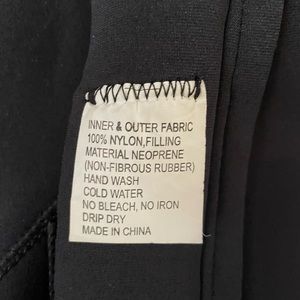 INNER & OUTER FABRIC
100% NYLON,FILLING
MATERIAL NEOPRENE
(NON-FIBROUS RUBBER)
HAND WASH
COLD WATER
NO BLEACH, NO IRON
DRIP DRY
MADE IN CHINA